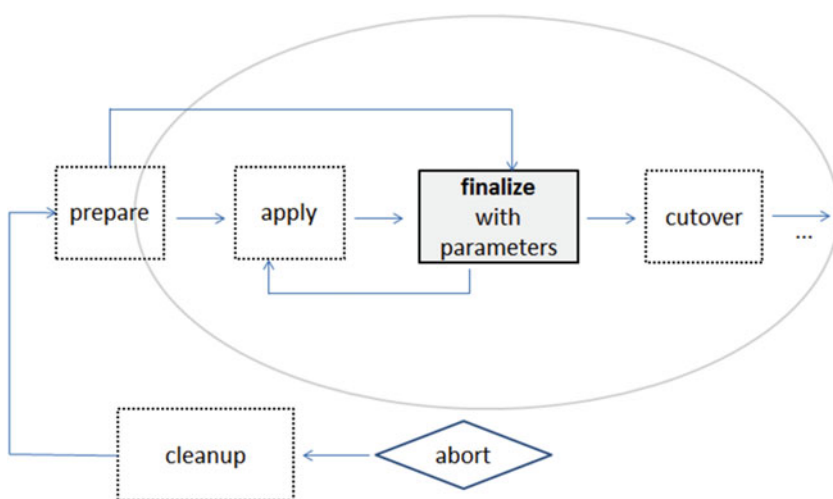 prepare
apply
finalize
with
parameters
cutover
...
cleanup
abort